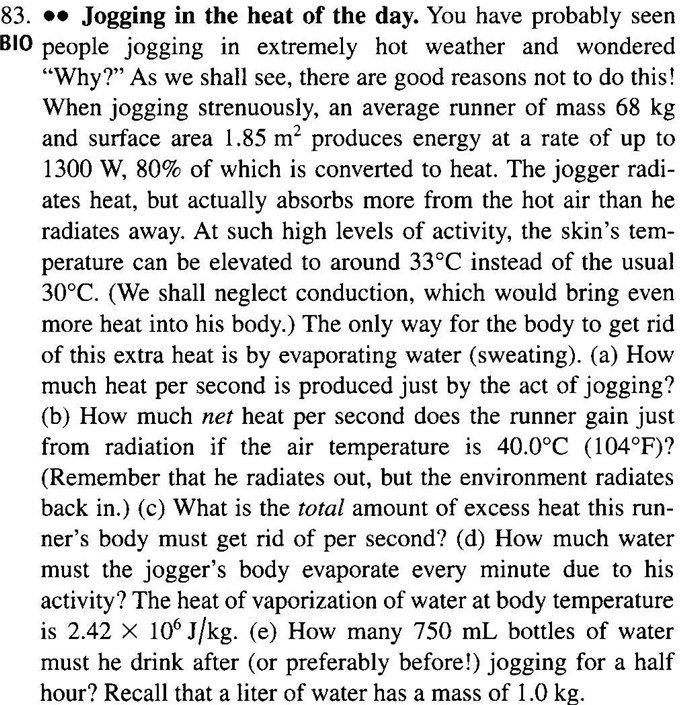 83. •• Jogging in the heat of the day. You have probably seen
BIO people jogging in extremely hot weather and wondered
“Why?” As we shall see, there are good reasons not to do this!
When jogging strenuously, an average runner of mass 68 kg
and surface area 1.85 m² produces energy at a rate of up to
1300 W, 80% of which is converted to heat. The jogger radi-
ates heat, but actually absorbs more from the hot air than he
radiates away. At such high levels of activity, the skin’s tem-
perature can be elevated to around 33°C instead of the usual
30°C. (We shall neglect conduction, which would bring even
more heat into his body.) The only way for the body to get rid
of this extra heat is by evaporating water (sweating). (a) How
much heat per second is produced just by the act of jogging?
(b) How much net heat per second does the runner gain just
from radiation if the air temperature is 40.0°C (104°F)?
(Remember that he radiates out, but the environment radiates
back in.) (c) What is the total amount of excess heat this run-
ner’s body must get rid of per second? (d) How much water
must the jogger’s body evaporate every minute due to his
activity? The heat of vaporization of water at body temperature
is 2.42 × 10⁶ J/kg. (e) How many 750 mL bottles of water
must he drink after (or preferably before!) jogging for a half
hour? Recall that a liter of water has a mass of 1.0 kg.